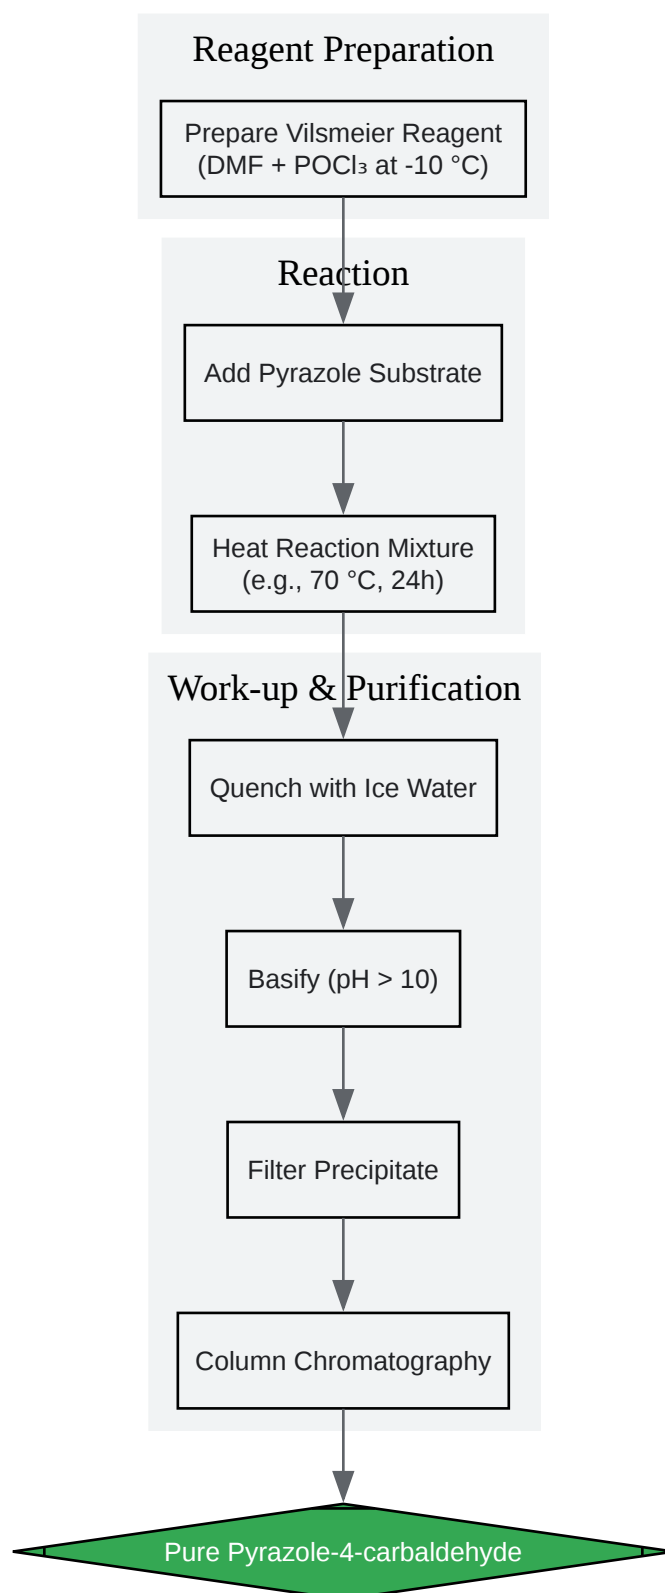 Reagent Preparation
Prepare Vilsmeier Reagent
(DMF + POCl₃ at -10 °C)
Reaction
Add Pyrazole Substrate
Heat Reaction Mixture
(e.g., 70 °C, 24h)
Work-up & Purification
Quench with Ice Water
Basify (pH > 10)
Filter Precipitate
Column Chromatography
Pure Pyrazole-4-carbaldehyde